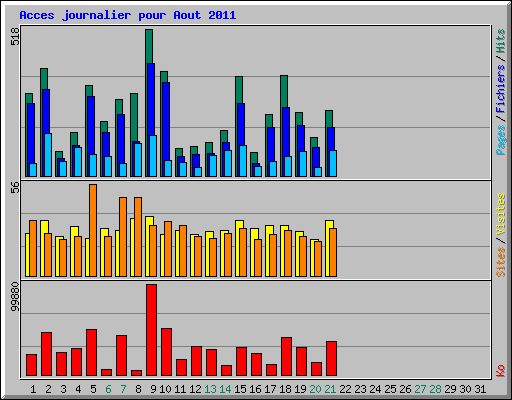 Acces journalier pour Aout 2011
518
Pages / Fichiers / Hits
56
Sites / Visites
99880
Ko
1 2 3 4 5 6 7 8 9 10 11 12 13 14 15 16 17 18 19 20 21 22 23 24 25 26 27 28 29 30 31